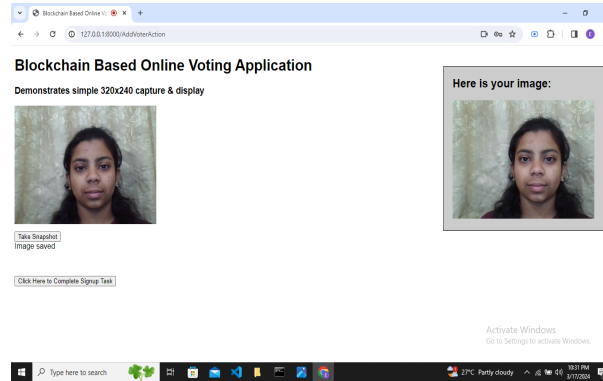 Blockchain Based Online Vo
127.0.0.1:8000/AddVoterAction
Blockchain Based Online Voting Application
Demonstrates simple 320x240 capture & display
Here is your image:
Take Snapshot
Image saved
Click Here to Complete Signup Task
Activate Windows
Go to Settings to activate Windows.
Type here to search
27°C Partly cloudy
10:31 PM
3/17/2024